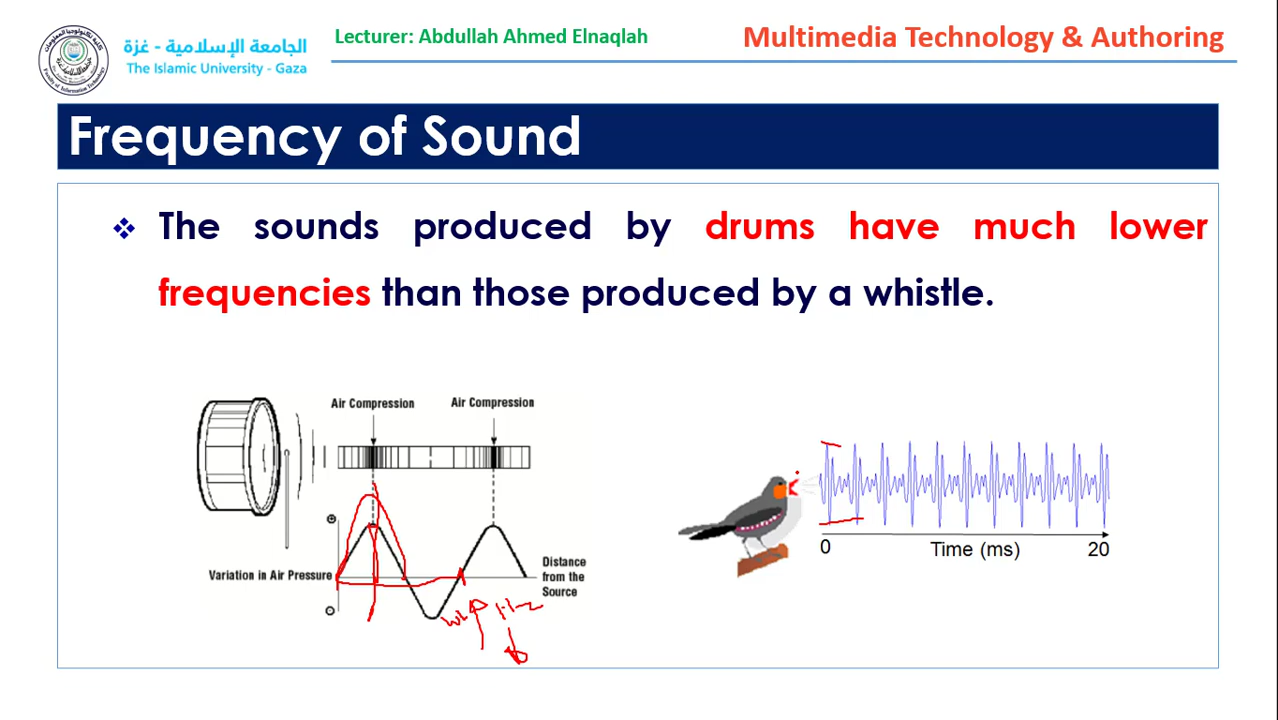 الجامعة الإسلامية - غزة
The Islamic University - Gaza
Lecturer: Abdullah Ahmed Elnaqlah
Multimedia Technology & Authoring
Frequency of Sound
❖ The sounds produced by drums have much lower
frequencies than those produced by a whistle.
Air Compression
Air Compression
Variation in Air Pressure
Distance
from the
Source
Hz
0
Time (ms)
20